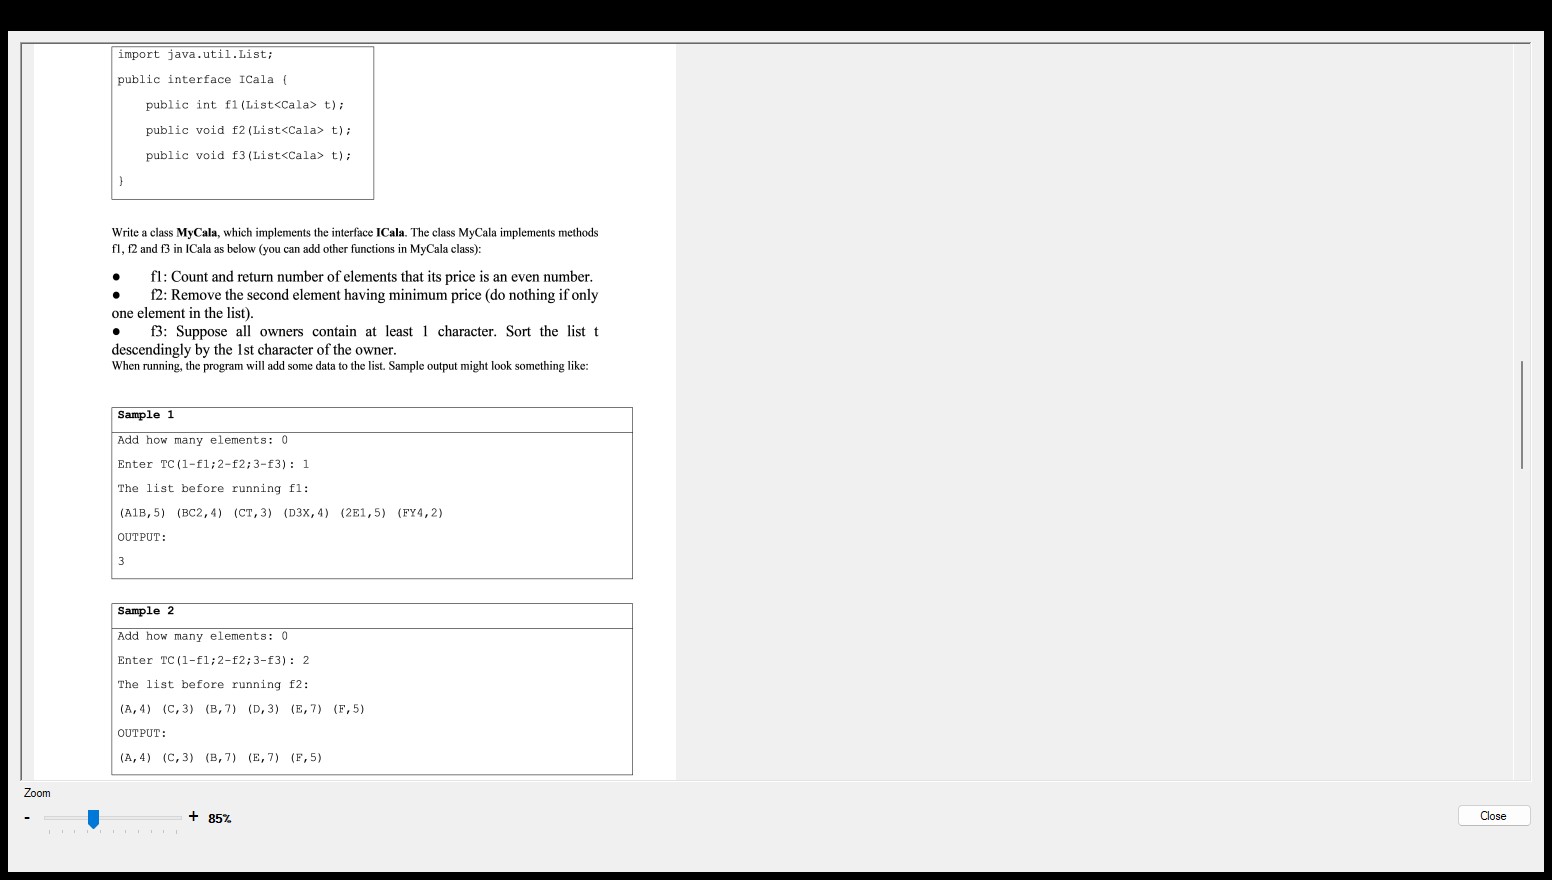 import java.util.List;
public interface ICala {
public int f1(List<Cala> t);
public void f2(List<Cala> t);
public void f3(List<Cala> t);
}
Write a class MyCala, which implements the interface ICala. The class MyCala implements methods
f1, f2 and f3 in ICala as below (you can add other functions in MyCala class):
● f1: Count and return number of elements that its price is an even number.
● f2: Remove the second element having minimum price (do nothing if only
one element in the list).
● f3: Suppose all owners contain at least 1 character. Sort the list t
descendingly by the 1st character of the owner.
When running, the program will add some data to the list. Sample output might look something like:
Sample 1
Add how many elements: 0
Enter TC(1-f1;2-f2;3-f3): 1
The list before running f1:
(A1B,5) (BC2,4) (CT,3) (D3X,4) (2E1,5) (FY4,2)
OUTPUT:
3
Sample 2
Add how many elements: 0
Enter TC(1-f1;2-f2;3-f3): 2
The list before running f2:
(A,4) (C,3) (B,7) (D,3) (E,7) (F,5)
OUTPUT:
(A,4) (C,3) (B,7) (E,7) (F,5)
Zoom
- + 85%
Close